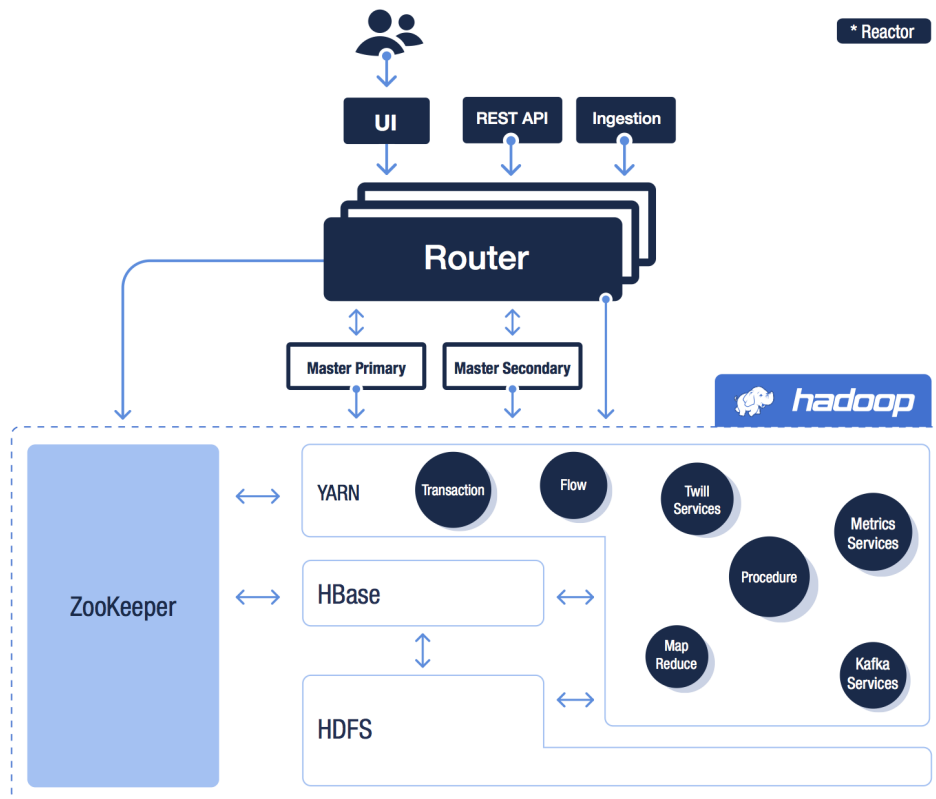 * Reactor
UI
REST API
Ingestion
Router
Master Primary
Master Secondary
hadoop
YARN
Transaction
Flow
Twill
Services
Metrics
Services
Procedure
ZooKeeper
HBase
Map
Reduce
Kafka
Services
HDFS